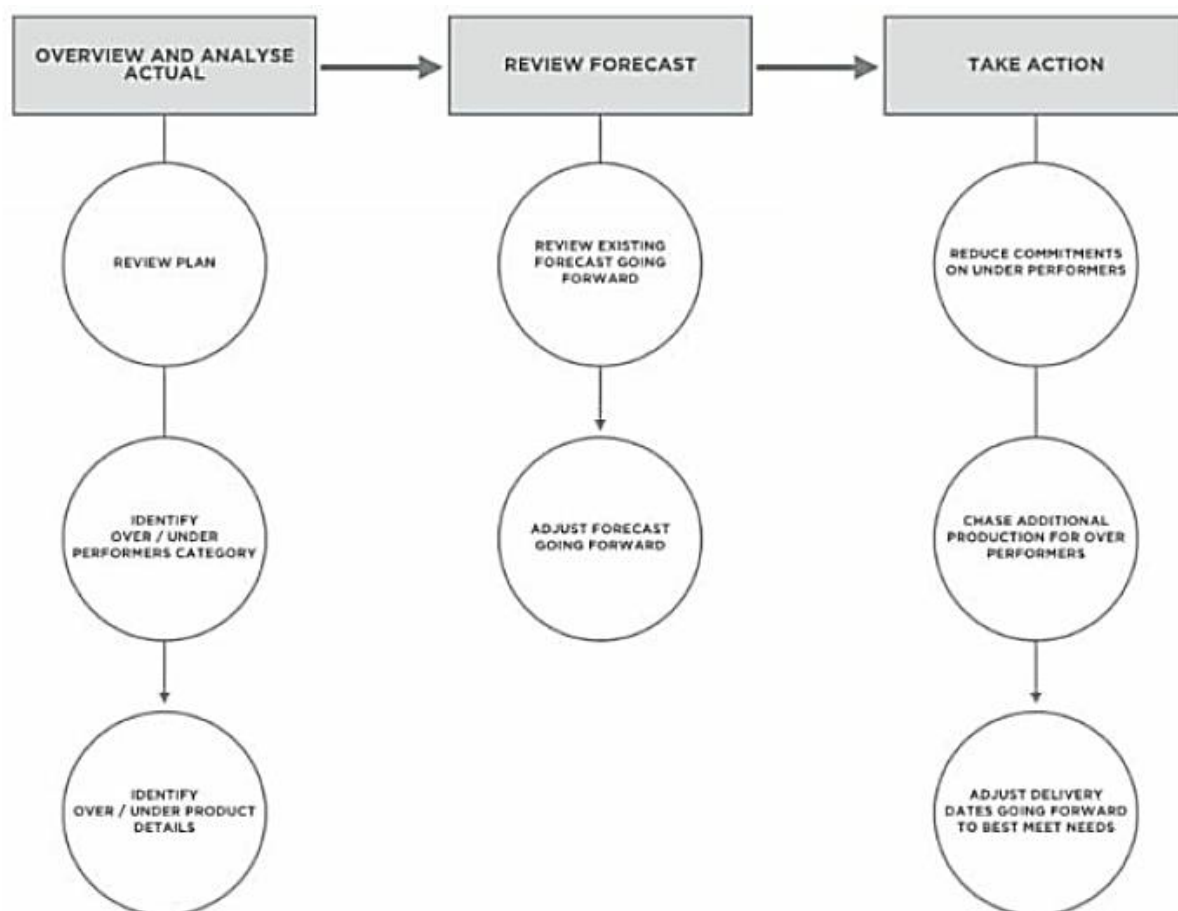 OVERVIEW AND ANALYSE
ACTUAL
REVIEW FORECAST
TAKE ACTION
REVIEW PLAN
IDENTIFY
OVER / UNDER
PERFORMERS CATEGORY
IDENTIFY
OVER / UNDER PRODUCT
DETAILS
REVIEW EXISTING
FORECAST GOING
FORWARD
ADJUST FORECAST
GOING FORWARD
REDUCE COMMITMENTS
ON UNDER PERFORMERS
CHASE ADDITIONAL
PRODUCTION FOR OVER
PERFORMERS
ADJUST DELIVERY
DATES GOING FORWARD
TO BEST MEET NEEDS